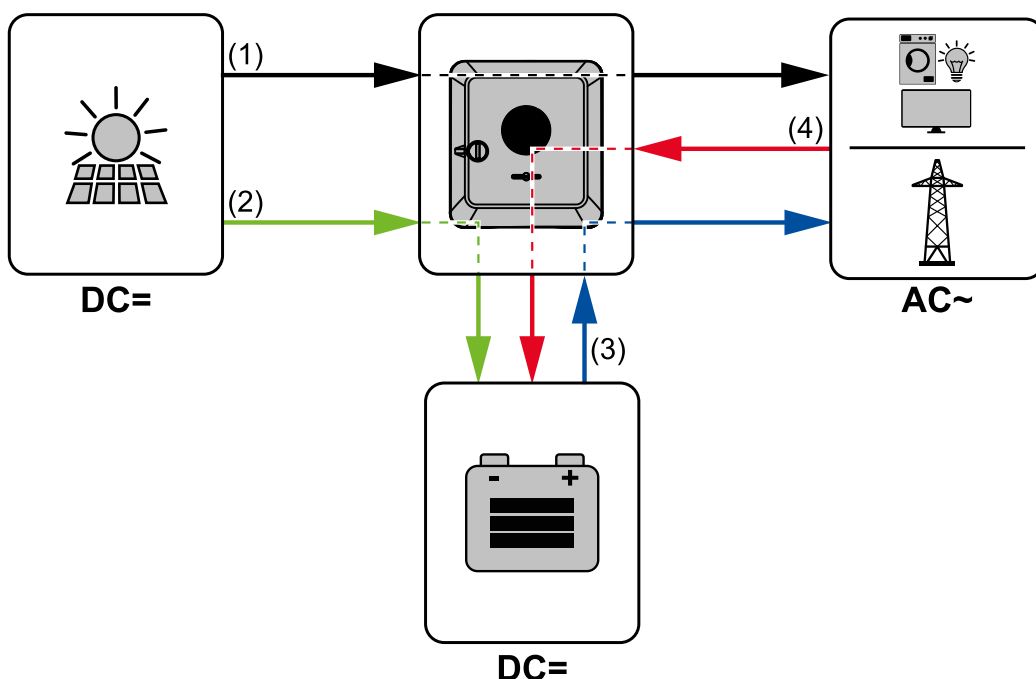 (1)
(4)
(2)
DC=
AC~
(3)
- +
DC=